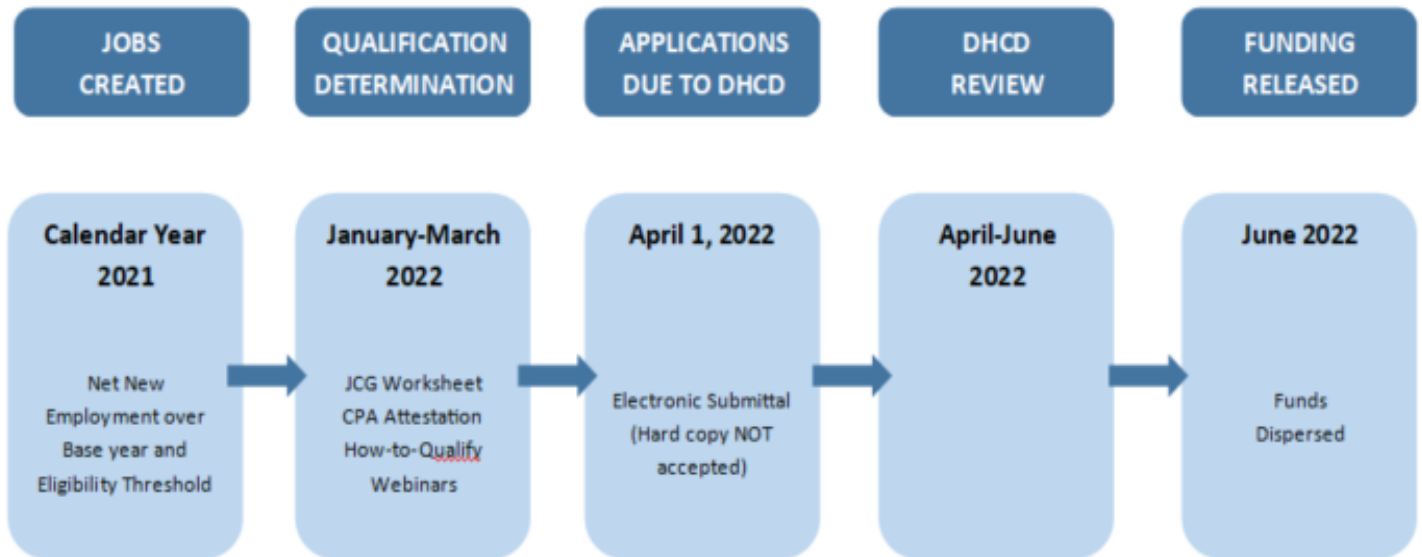 JOBS
CREATED
QUALIFICATION
DETERMINATION
APPLICATIONS
DUE TO DHCD
DHCD
REVIEW
FUNDING
RELEASED
Calendar Year
2021
Net New
Employment over
Base year and
Eligibility Threshold
January-March
2022
JCG Worksheet
CPA Attestation
How-to-Qualify
Webinars
April 1, 2022
Electronic Submittal
(Hard copy NOT
accepted)
April-June
2022
June 2022
Funds
Dispersed